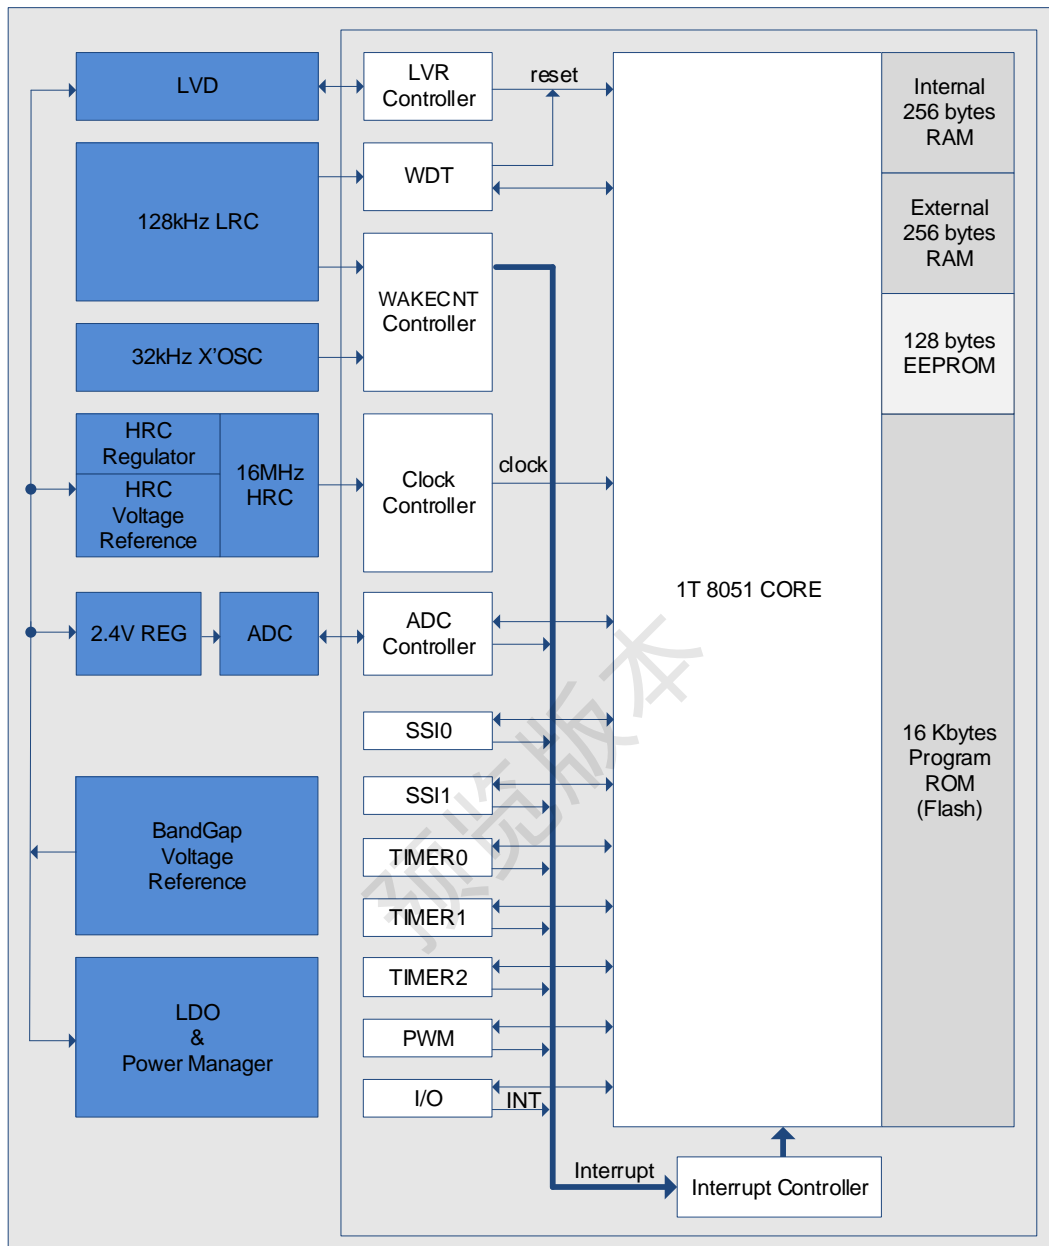 LVD
LVR
Controller
reset
Internal
256 bytes
RAM
128kHz LRC
WDT
External
256 bytes
RAM
WAKECNT
Controller
32kHz X'OSC
128 bytes
EEPROM
HRC
Regulator
HRC
Voltage
Reference
16MHz
HRC
Clock
Controller
clock
1T 8051 CORE
2.4V REG
ADC
ADC
Controller
SSI0
SSI1
16 Kbytes
Program
ROM
(Flash)
BandGap
Voltage
Reference
TIMER0
TIMER1
TIMER2
LDO
&
Power Manager
PWM
I/O
INT
Interrupt
Interrupt Controller
预览版本